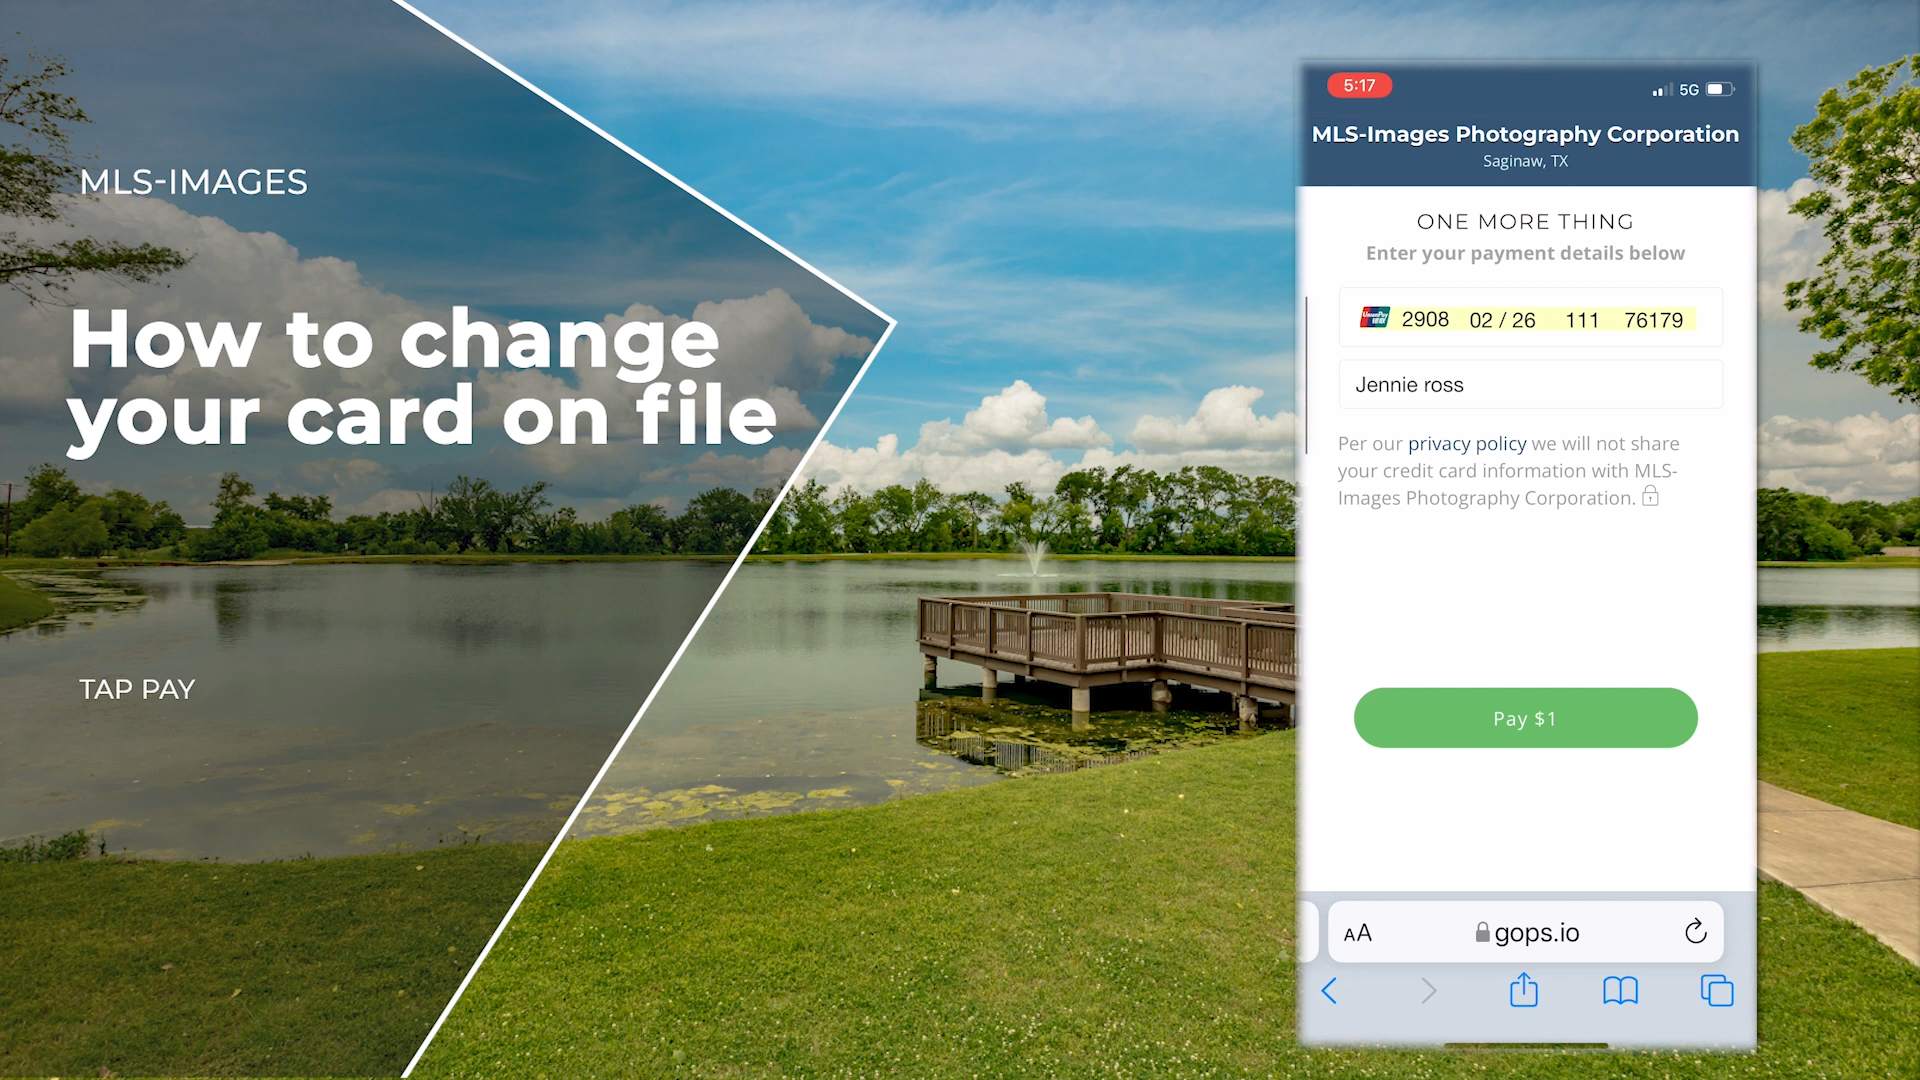 MLS-IMAGES
How to change
your card on file
TAP PAY
5:17
5G
MLS-Images Photography Corporation
Saginaw, TX
ONE MORE THING
Enter your payment details below
UnionPay 2908 02 / 26 111 76179
Jennie ross
Per our privacy policy we will not share
your credit card information with MLS-
Images Photography Corporation.
Pay $1
AA gops.io